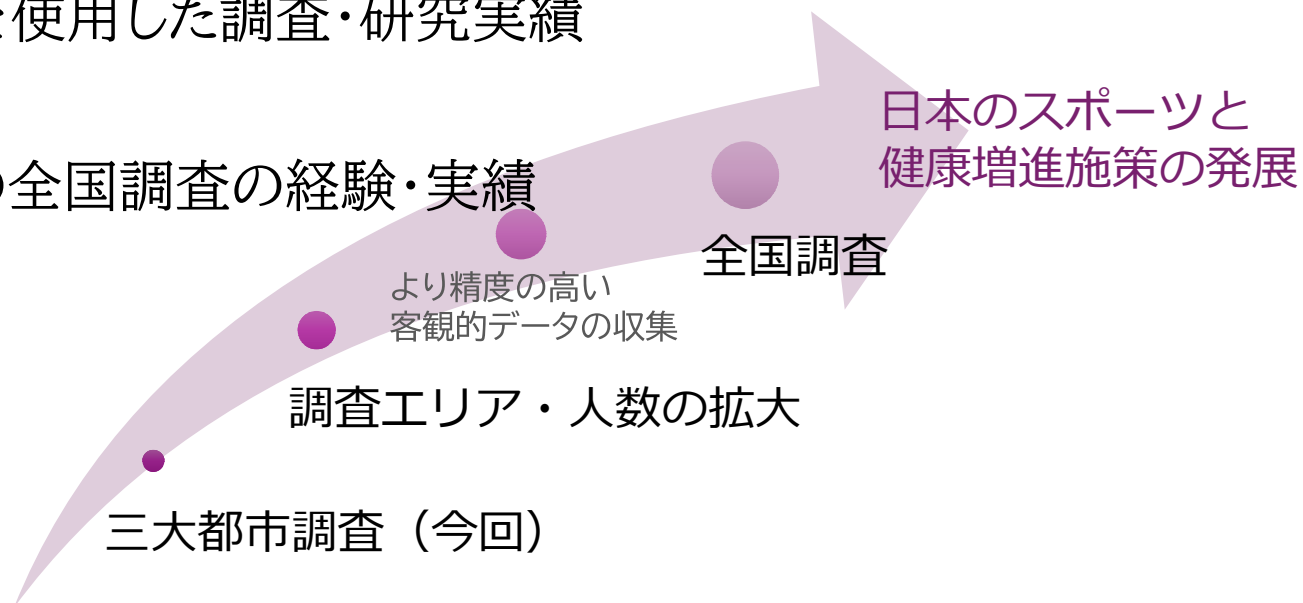 を使用した調査・研究実績
日本のスポーツと
健康増進施策の発展
の全国調査の経験・実績
全国調査
より精度の高い
客観的データの収集
調査エリア・人数の拡大
三大都市調査（今回）